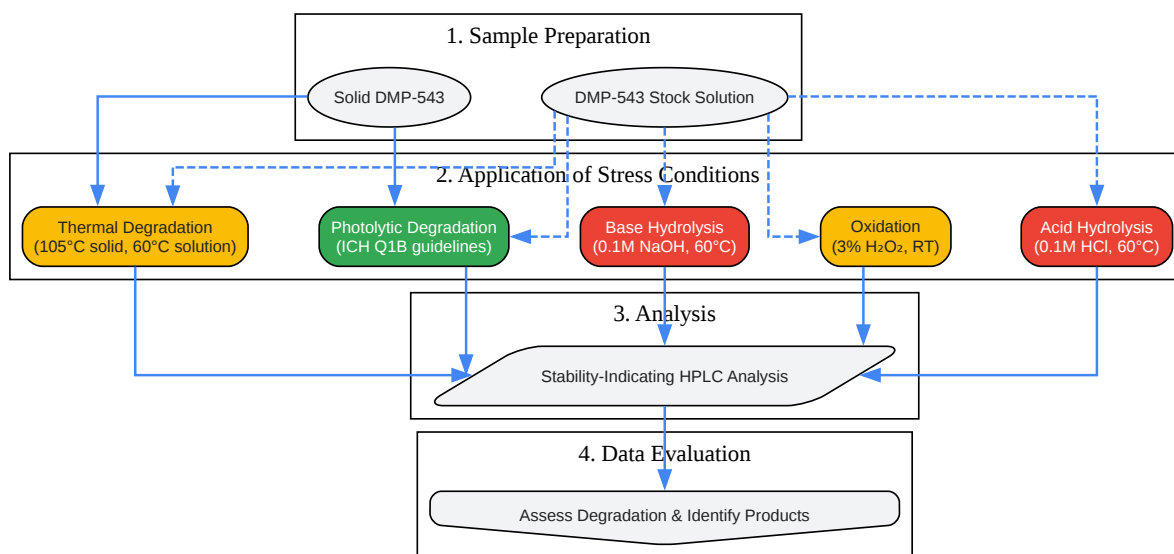 1. Sample Preparation
Solid DMP-543
DMP-543 Stock Solution
2. Application of Stress Conditions
Thermal Degradation
(105°C solid, 60°C solution)
Photolytic Degradation
(ICH Q1B guidelines)
Base Hydrolysis
(0.1M NaOH, 60°C)
Oxidation
(3% H₂O₂, RT)
Acid Hydrolysis
(0.1M HCl, 60°C)
3. Analysis
Stability-Indicating HPLC Analysis
4. Data Evaluation
Assess Degradation & Identify Products